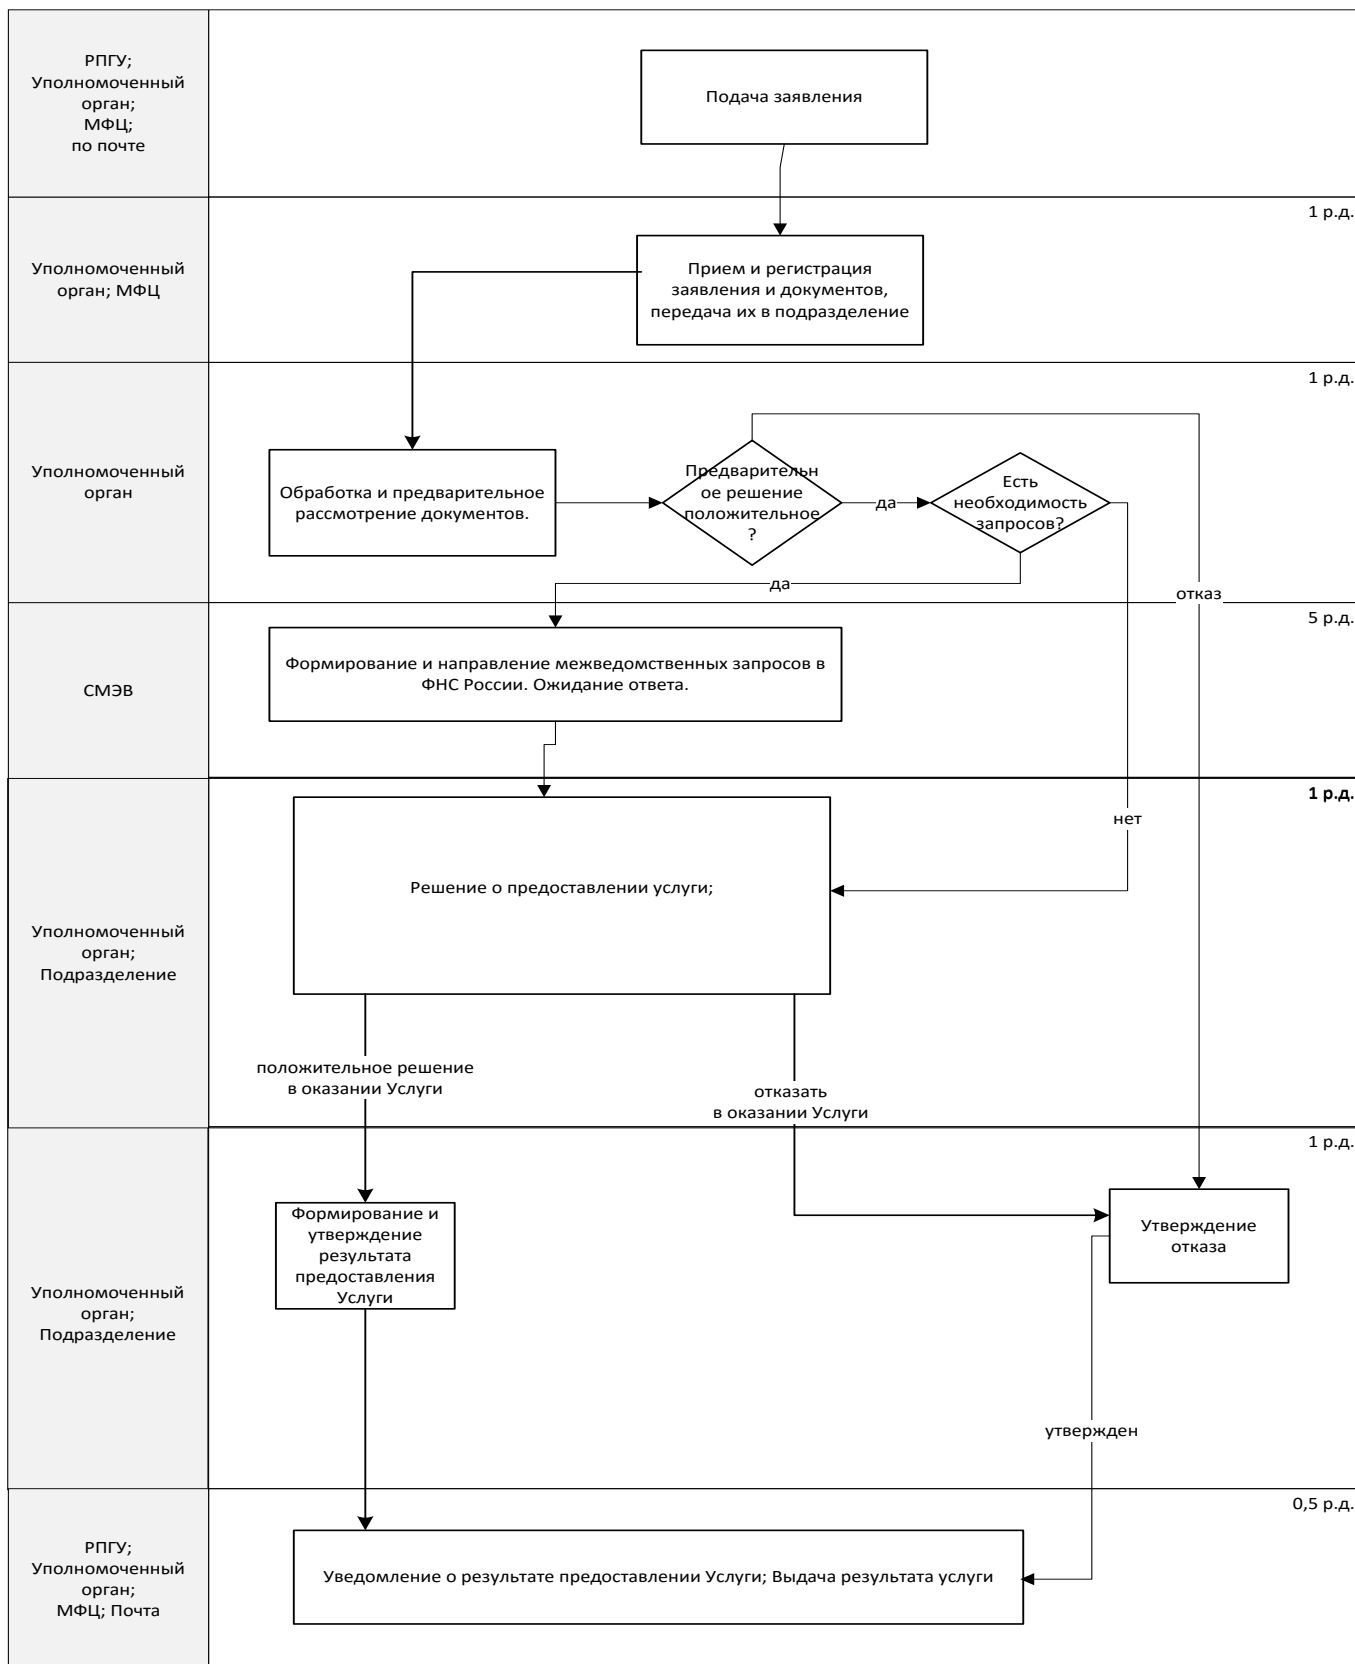 РПГУ;
Уполномоченный
орган;
МФЦ;
по почте
Подача заявления
1 р.д.
Уполномоченный
орган; МФЦ
Прием и регистрация
заявления и документов,
передача их в подразделение
1 р.д.
Уполномоченный
орган
Обработка и предварительное
рассмотрение документов.
Предварительн
ое решение
положительное
?
да
Есть
необходимость
запросов?
да
отказ
5 р.д.
СМЭВ
Формирование и направление межведомственных запросов в
ФНС России. Ожидание ответа.
1 р.д.
нет
Уполномоченный
орган;
Подразделение
Решение о предоставлении услуги;
положительное решение
в оказании Услуги
отказать
в оказании Услуги
1 р.д.
Уполномоченный
орган;
Подразделение
Формирование и
утверждение
результата
предоставления
Услуги
Утверждение
отказа
утвержден
0,5 р.д.
РПГУ;
Уполномоченный
орган;
МФЦ; Почта
Уведомление о результате предоставлении Услуги; Выдача результата услуги